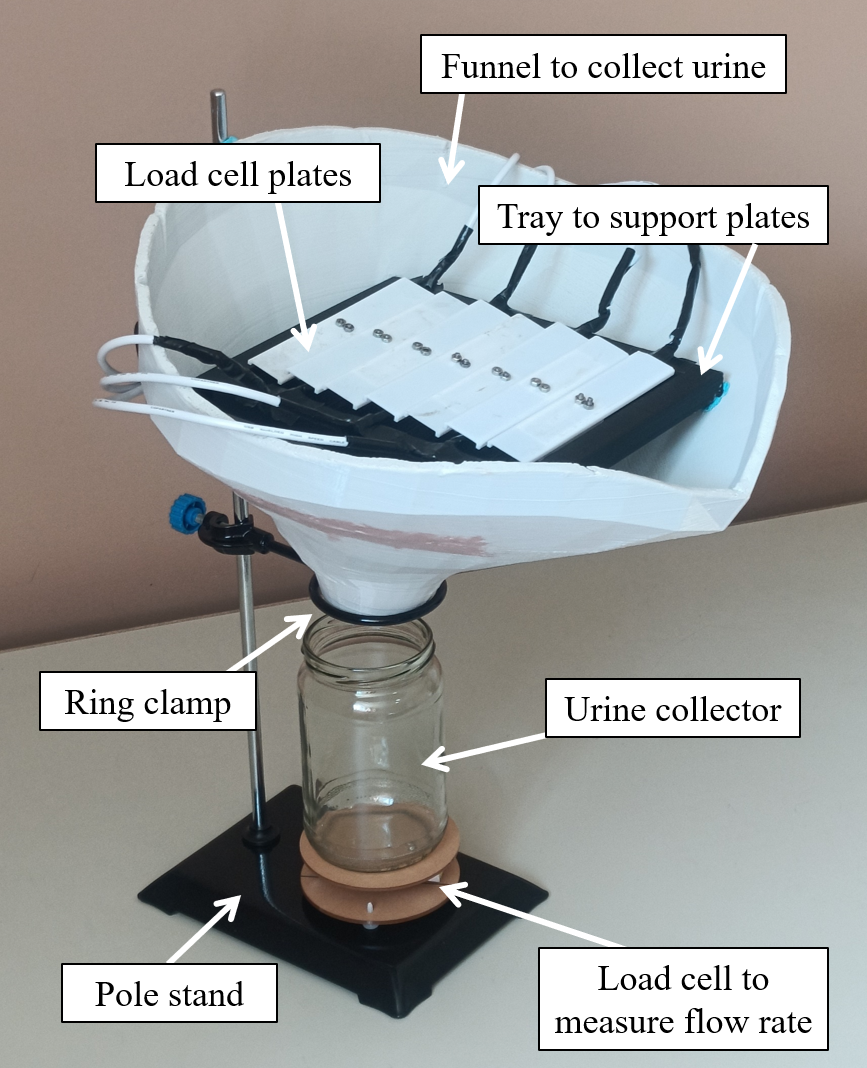 Funnel to collect urine
Load cell plates
Tray to support plates
Ring clamp
Urine collector
Pole stand
Load cell to
measure flow rate